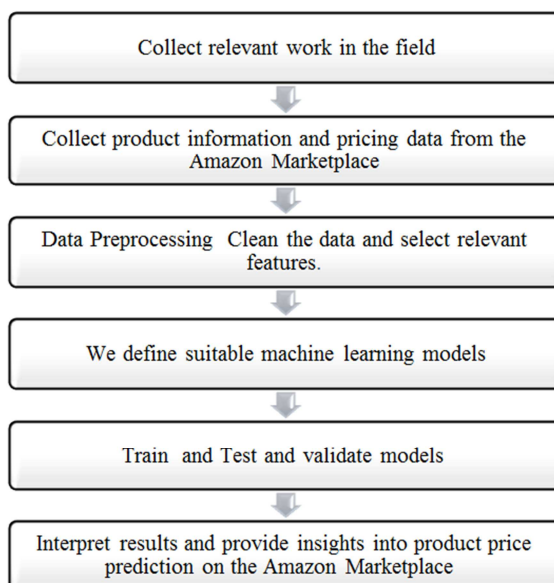 Collect relevant work in the field
Collect product information and pricing data from the
Amazon Marketplace
Data Preprocessing Clean the data and select relevant
features.
We define suitable machine learning models
Train and Test and validate models
Interpret results and provide insights into product price
prediction on the Amazon Marketplace